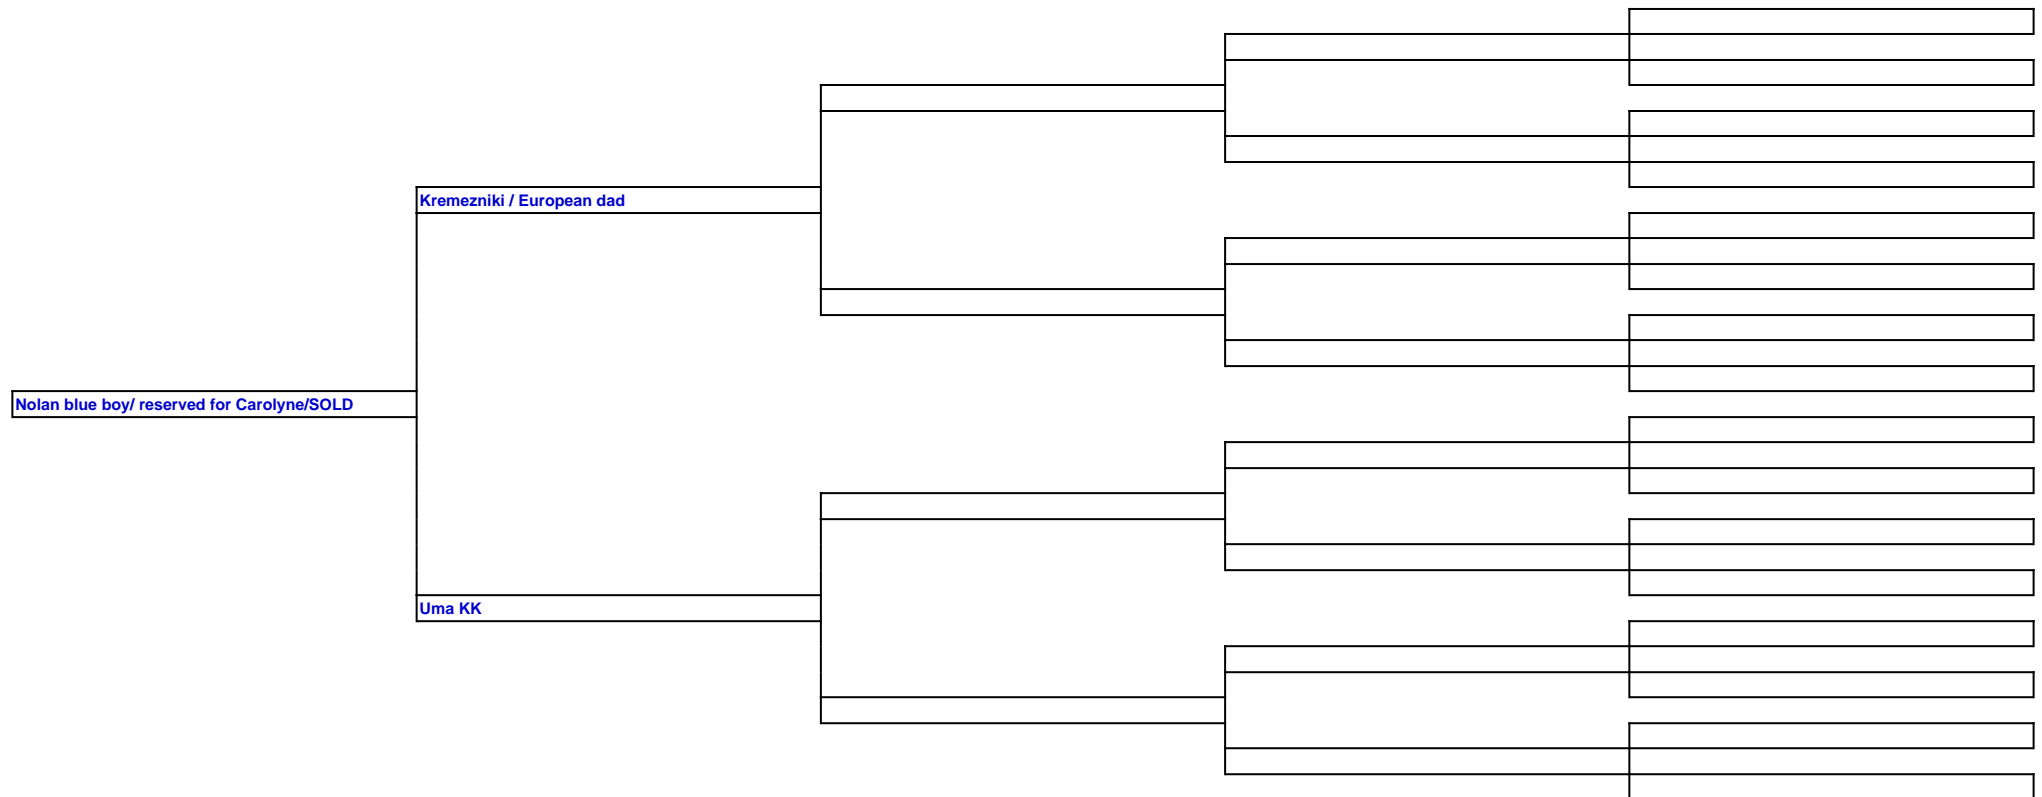 Kremezniki / European dad
Nolan blue boy/ reserved for Carolyne/SOLD
Uma KK